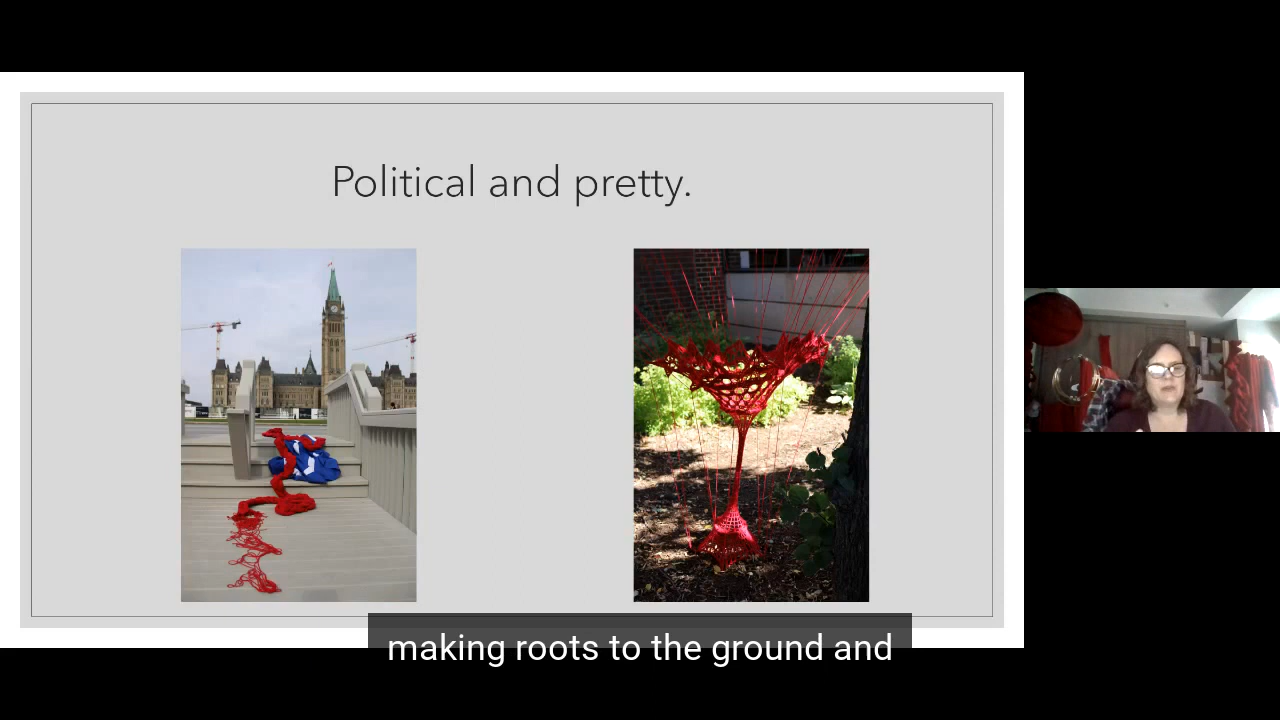 Political and pretty.
making roots to the ground and